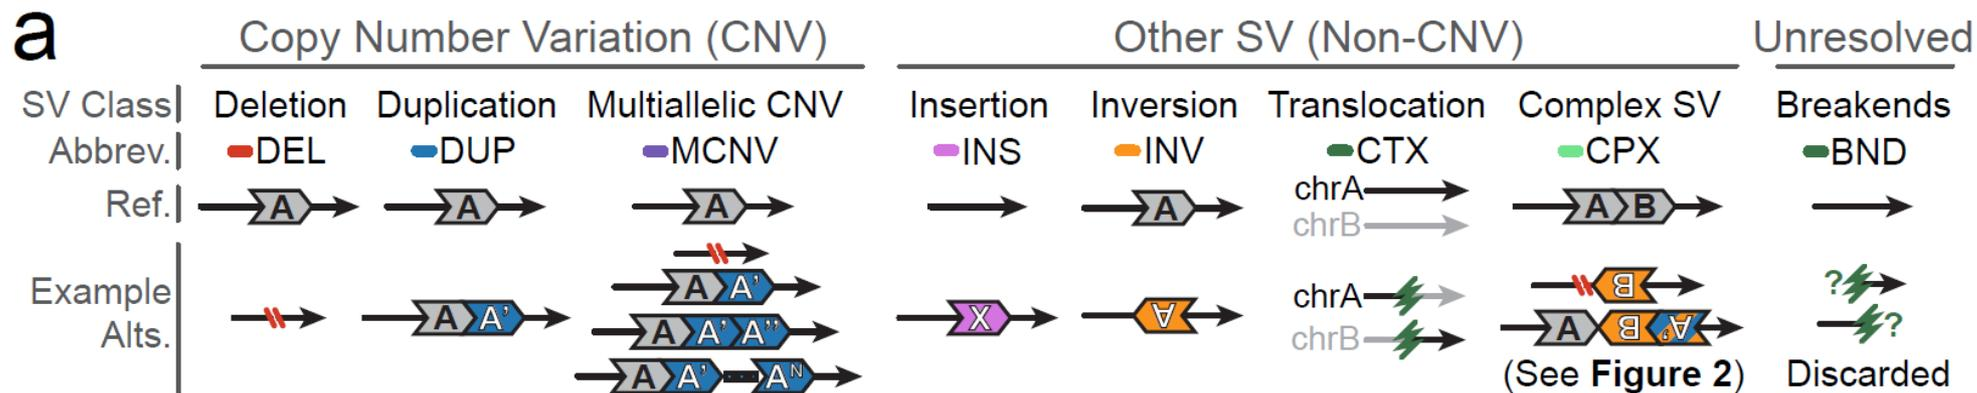 a
Copy Number Variation (CNV) Other SV (Non-CNV) Unresolved
SV Class Deletion Duplication Multiallelic CNV Insertion Inversion Translocation Complex SV Breakends
Abbrev. DEL DUP MCNV INS INV CTX CPX BND
Ref. A A A A chrA A B
chrB
Example Alts. A A' A A' A A' A'' A A' ... Aᴺ X A chrA B ? 
chrB A B A' ?
(See Figure 2) Discarded